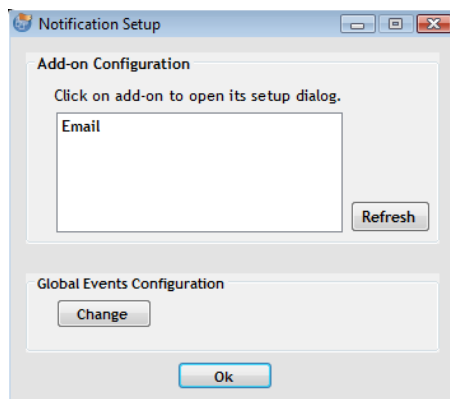 Notification Setup
Add-on Configuration
Click on add-on to open its setup dialog.
Email
Refresh
Global Events Configuration
Change
Ok